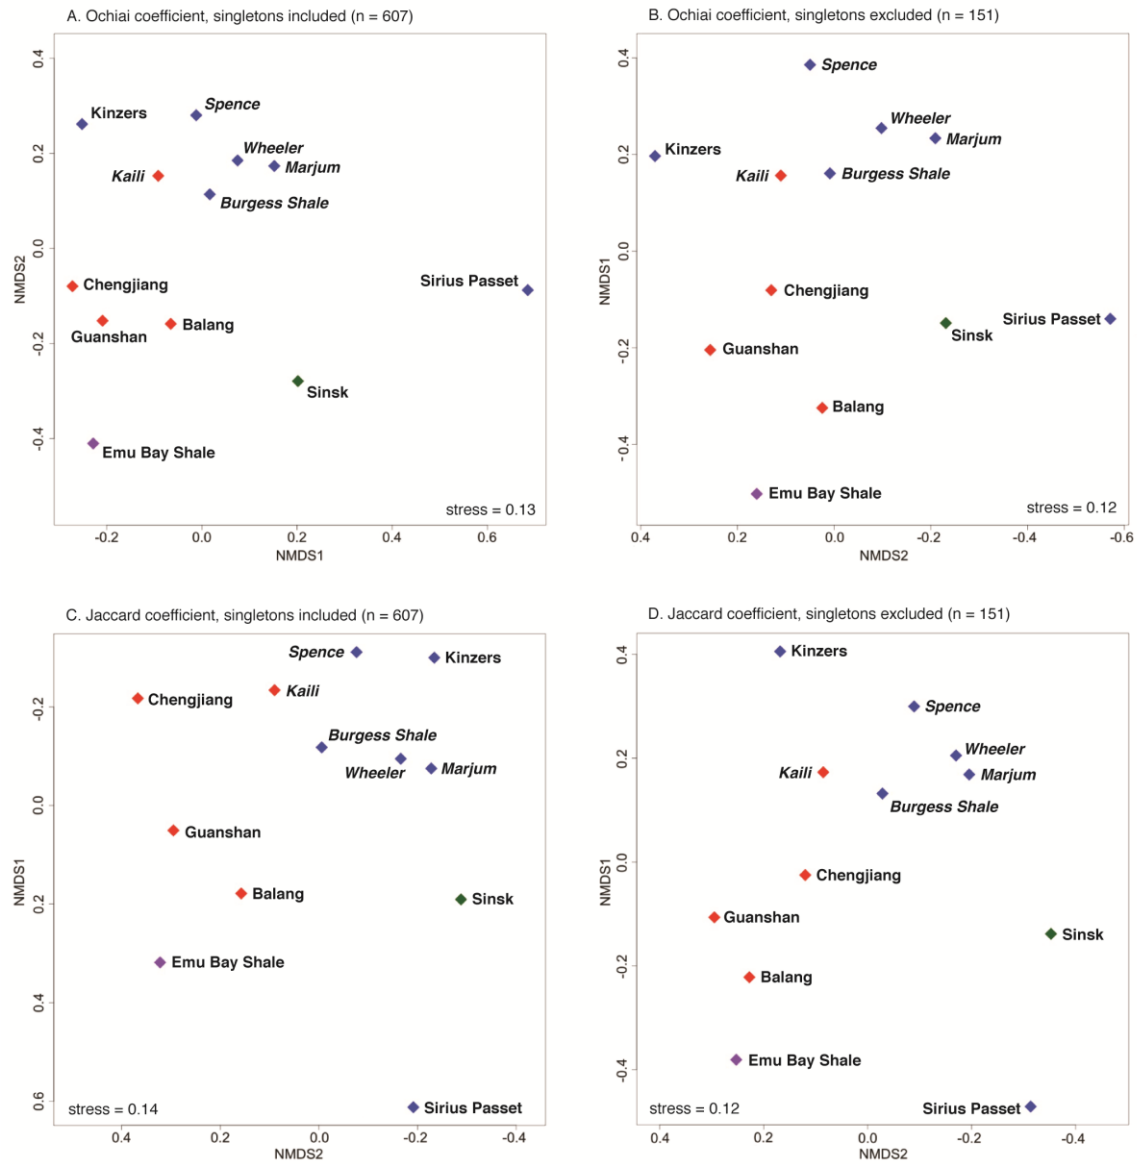 A. Ochiai coefficient, singletons included (n = 607)
0.4
0.2
0.0
-0.2
-0.4
NMDS2
Kinzers
Spence
Wheeler
Marjum
Kaili
Burgess Shale
Chengjiang
Sirius Passet
Guanshan
Balang
Sinsk
Emu Bay Shale
stress = 0.13
-0.2
0.0
0.2
0.4
0.6
NMDS1
B. Ochiai coefficient, singletons excluded (n = 151)
0.4
0.2
0.0
-0.2
-0.4
NMDS1
Spence
Wheeler
Marjum
Kinzers
Kaili
Burgess Shale
Chengjiang
Sirius Passet
Sinsk
Guanshan
Balang
Emu Bay Shale
stress = 0.12
0.4
0.2
0.0
-0.2
-0.4
-0.6
NMDS2
C. Jaccard coefficient, singletons included (n = 607)
-0.2
0.0
0.2
0.4
0.6
NMDS1
Spence
Kinzers
Chengjiang
Kaili
Burgess Shale
Wheeler
Marjum
Guanshan
Balang
Sinsk
Emu Bay Shale
stress = 0.14
Sirius Passet
0.4
0.2
0.0
-0.2
-0.4
NMDS2
D. Jaccard coefficient, singletons excluded (n = 151)
0.4
0.2
0.0
-0.2
-0.4
NMDS1
Kinzers
Spence
Wheeler
Kaili
Marjum
Burgess Shale
Chengjiang
Guanshan
Sinsk
Balang
Emu Bay Shale
stress = 0.12
Sirius Passet
0.4
0.2
0.0
-0.2
-0.4
NMDS2